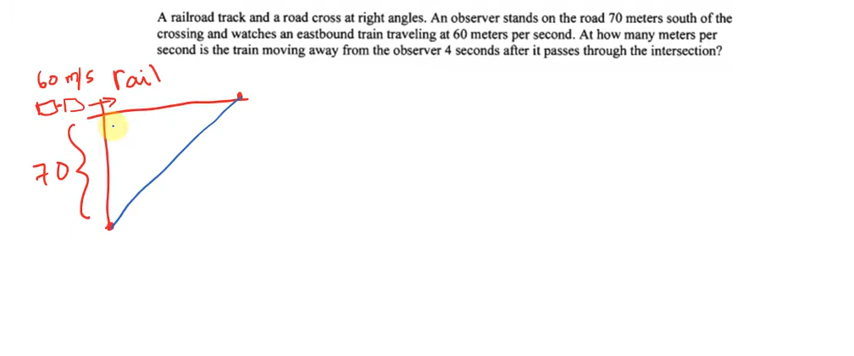 A railroad track and a road cross at right angles. An observer stands on the road 70 meters south of the
crossing and watches an eastbound train traveling at 60 meters per second. At how many meters per
second is the train moving away from the observer 4 seconds after it passes through the intersection?
60 m/s rail
70